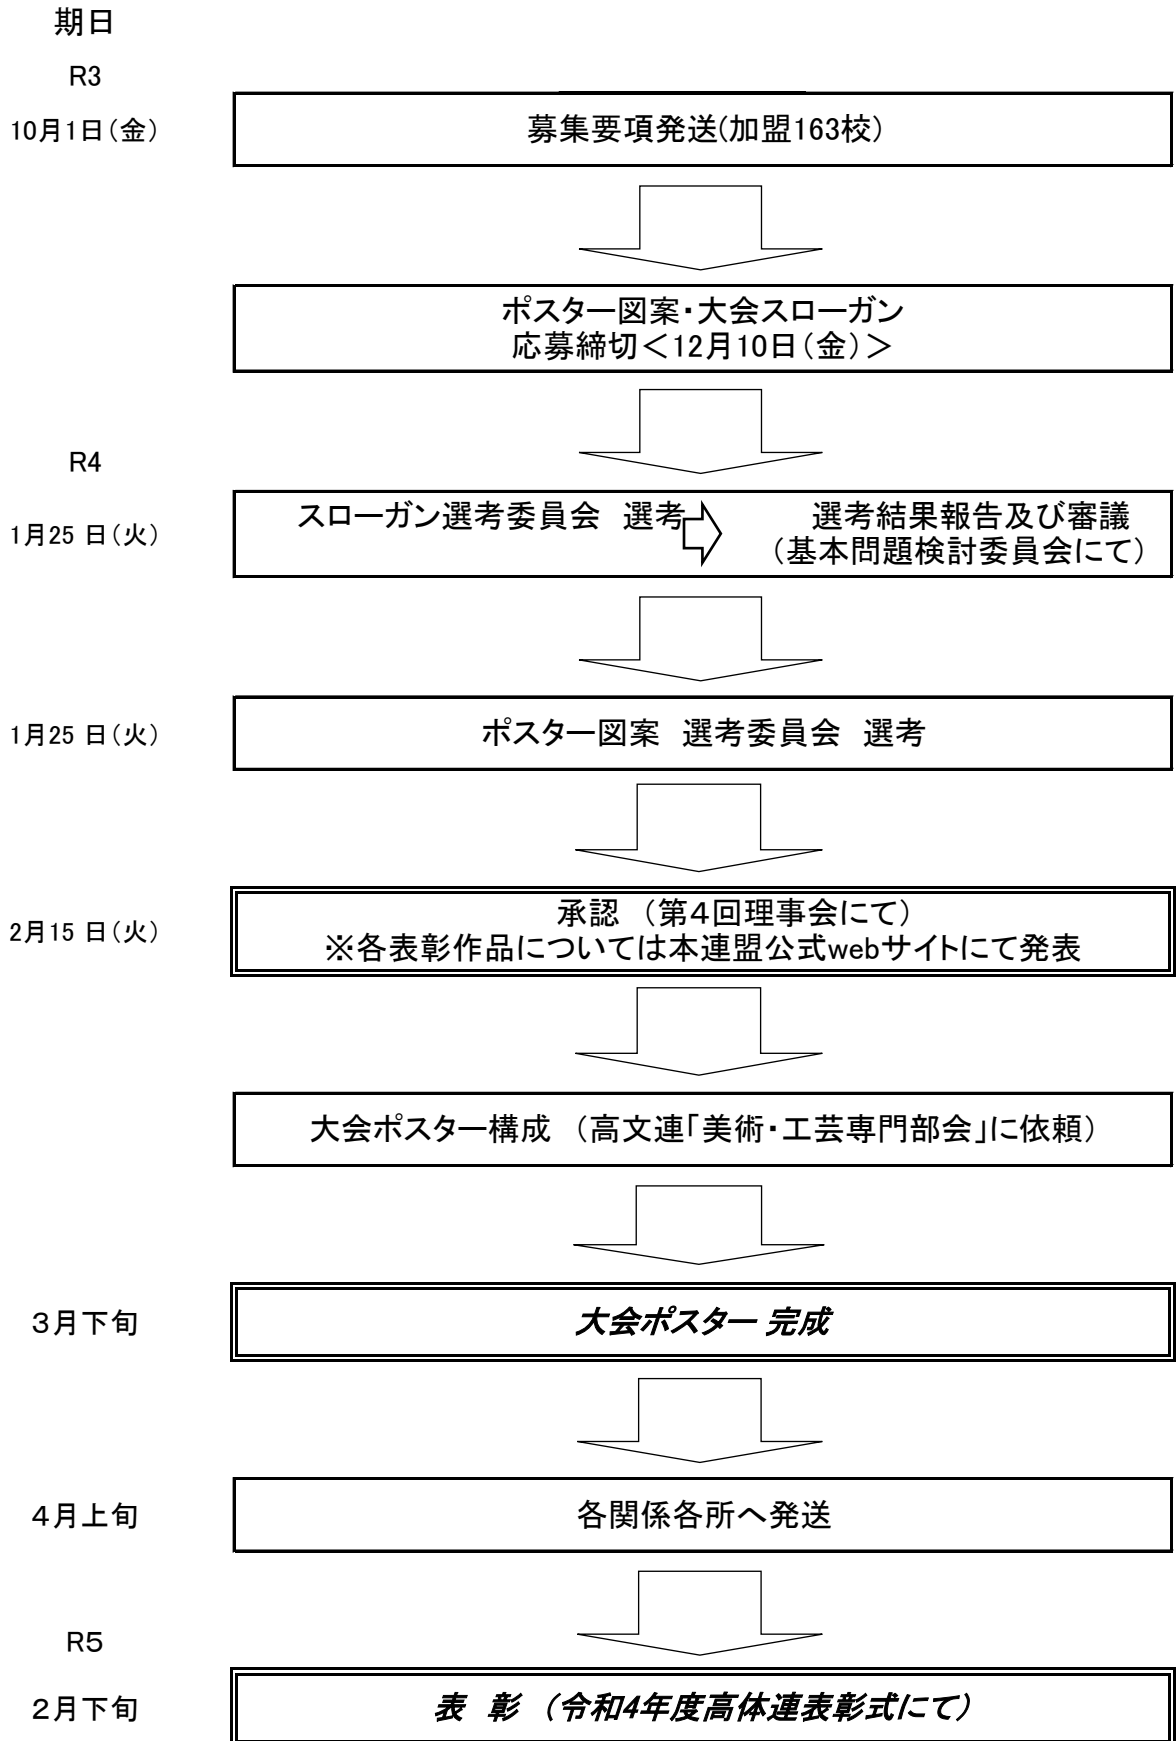 期日
R3
10月1日（金）
募集要項発送(加盟163校)
ポスター図案・大会スローガン
応募締切＜12月10日（金）＞
R4
1月25 日（火）
スローガン選考委員会　選考
選考結果報告及び審議
（基本問題検討委員会にて）
1月25 日（火）
ポスター図案　選考委員会　選考
2月15 日（火）
承認　（第４回理事会にて）
※各表彰作品については本連盟公式webサイトにて発表
大会ポスター構成　（高文連「美術・工芸専門部会」に依頼）
３月下旬
大会ポスター 完成
４月上旬
各関係各所へ発送
R5
２月下旬
表　彰　（令和4年度高体連表彰式にて）